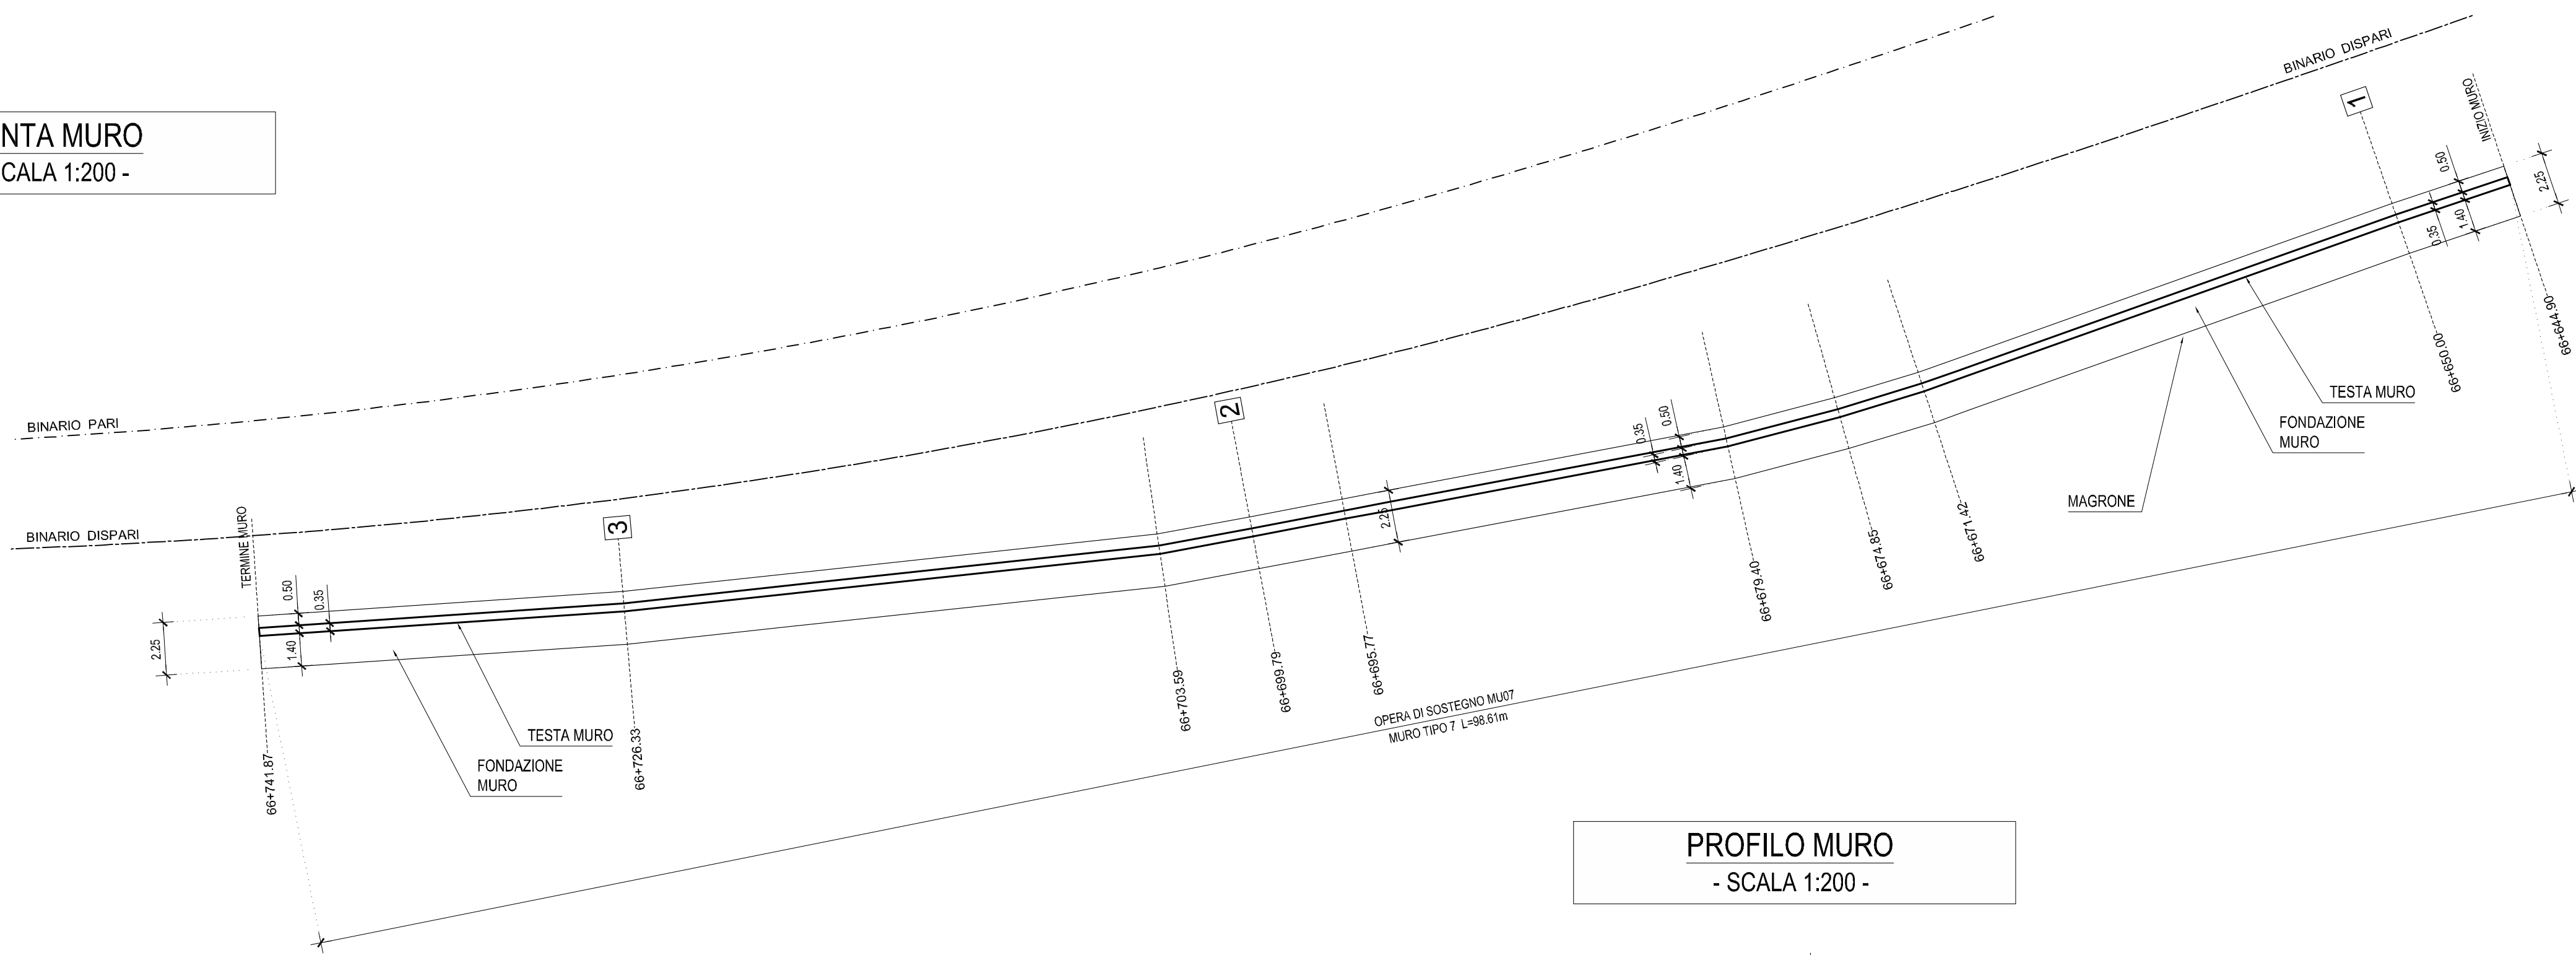 NTA MURO
CALA 1:200 -
BINARIO PARI
BINARIO DISPARI
BINARIO DISPARI
TERMINE MURO
INIZIO MURO
1
2
3
0.50
0.35
1.40
2.25
0.35
0.50
1.40
2.25
0.50
2.25
1.40
0.35
66+741.87
66+726.33
66+703.59
66+699.79
66+695.77
66+679.40
66+674.85
66+671.42
66+650.00
66+644.90
TESTA MURO
FONDAZIONE
MURO
TESTA MURO
FONDAZIONE
MURO
MAGRONE
OPERA DI SOSTEGNO MU07
MURO TIPO 7 L=98.61m
PROFILO MURO
- SCALA 1:200 -